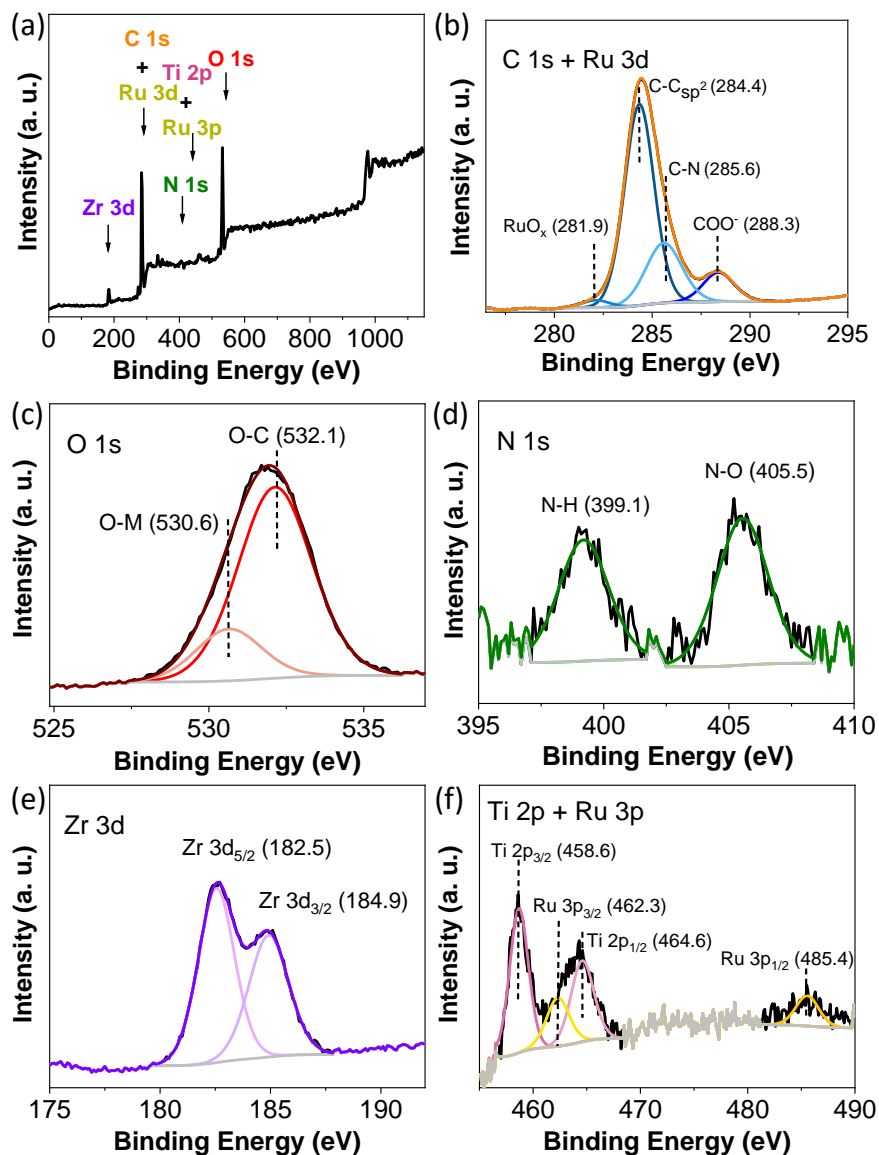 (a)
C 1s
+
Ru 3d
Ti 2p
+
Ru 3p
O 1s
N 1s
Zr 3d
Intensity (a. u.)
0 200 400 600 800 1000
Binding Energy (eV)
(b)
C 1s + Ru 3d
C-Csp² (284.4)
C-N (285.6)
RuOₓ (281.9)
COO⁻ (288.3)
Intensity (a. u.)
280 285 290 295
Binding Energy (eV)
(c)
O 1s
O-C (532.1)
O-M (530.6)
Intensity (a. u.)
525 530 535
Binding Energy (eV)
(d)
N 1s
N-O (405.5)
N-H (399.1)
Intensity (a. u.)
395 400 405 410
Binding Energy (eV)
(e)
Zr 3d
Zr 3d5/2 (182.5)
Zr 3d3/2 (184.9)
Intensity (a. u.)
175 180 185 190
Binding Energy (eV)
(f)
Ti 2p + Ru 3p
Ti 2p3/2 (458.6)
Ru 3p3/2 (462.3)
Ti 2p1/2 (464.6)
Ru 3p1/2 (485.4)
Intensity (a. u.)
460 470 480 490
Binding Energy (eV)